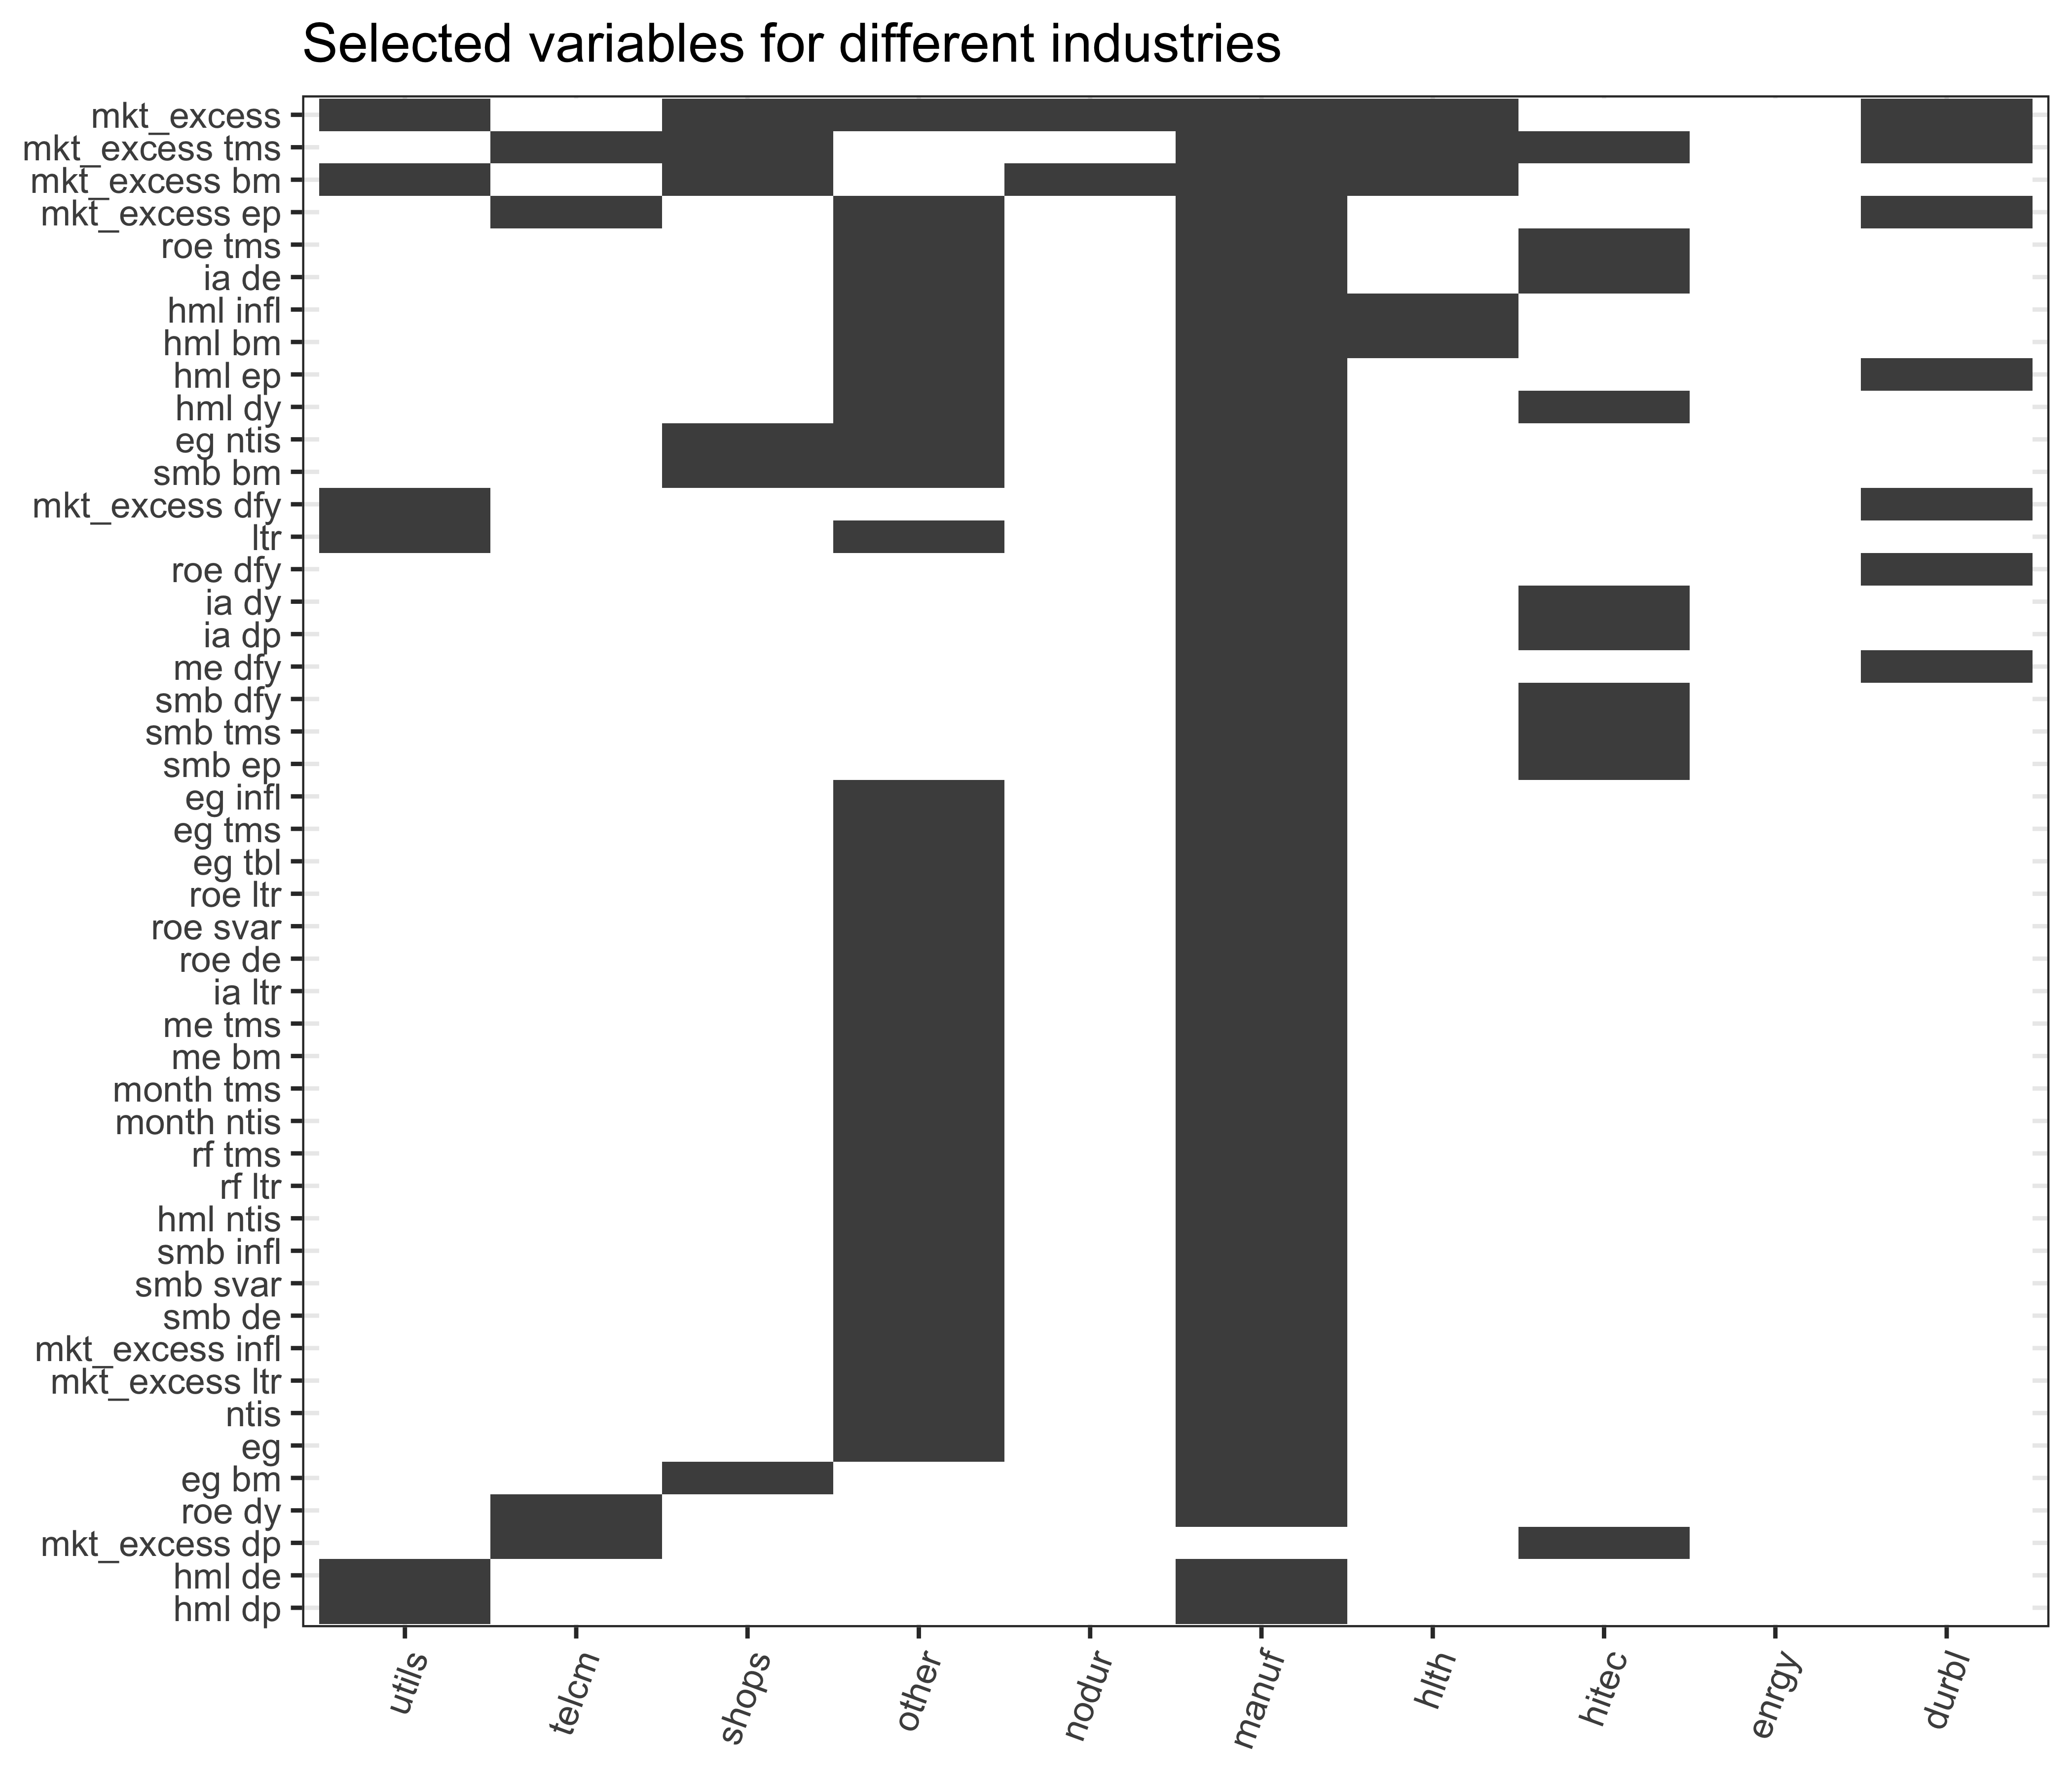 Selected variables for different industries
mkt_excess
mkt_excess tms
mkt_excess bm
mkt_excess ep
roe tms
ia de
hml infl
hml bm
hml ep
hml dy
eg ntis
smb bm
mkt_excess dfy
ltr
roe dfy
ia dy
ia dp
me dfy
smb dfy
smb tms
smb ep
eg infl
eg tms
eg tbl
roe ltr
roe svar
roe de
ia ltr
me tms
me bm
month tms
month ntis
rf tms
rf ltr
hml ntis
smb infl
smb svar
smb de
mkt_excess infl
mkt_excess ltr
ntis
eg
eg bm
roe dy
mkt_excess dp
hml de
hml dp
utils
telcm
shops
other
nodur
manuf
hlth
hitec
enrgy
durbl